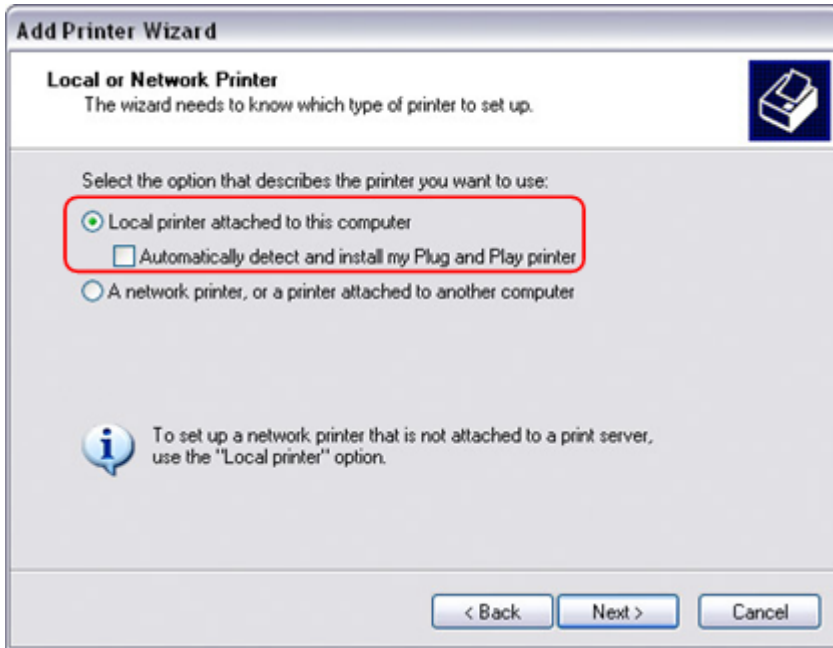 Add Printer Wizard
Local or Network Printer
The wizard needs to know which type of printer to set up.
Select the option that describes the printer you want to use:
Local printer attached to this computer
Automatically detect and install my Plug and Play printer
A network printer, or a printer attached to another computer
To set up a network printer that is not attached to a print server,
use the "Local printer" option.
< Back
Next >
Cancel